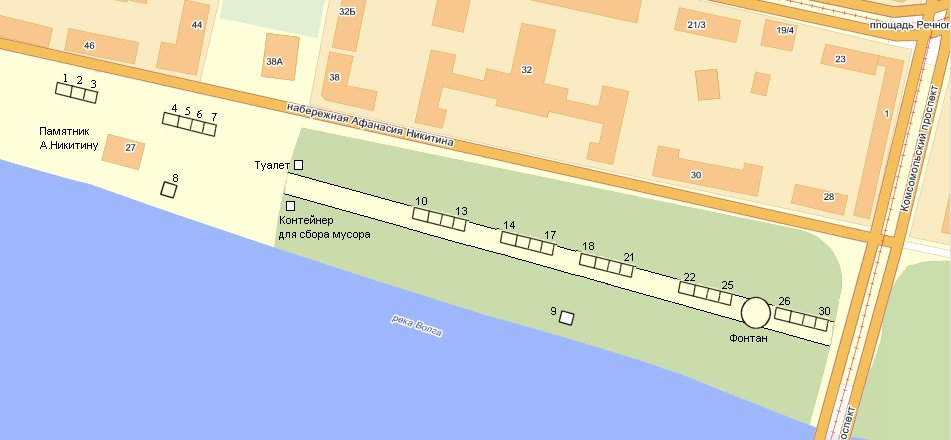 44
32Б
21/3
19/4
площадь Речног
46
38А
38
32
23
1
Комсомольский проспект
1 2 3
4 5 6 7
набережная Афанасия Никитина
Памятник
А.Никитину
27
Туалет
30
28
8
10
13
Контейнер
для сбора мусора
14
17
18
21
22
25
26
30
9
река Волга
Фонтан
роспект